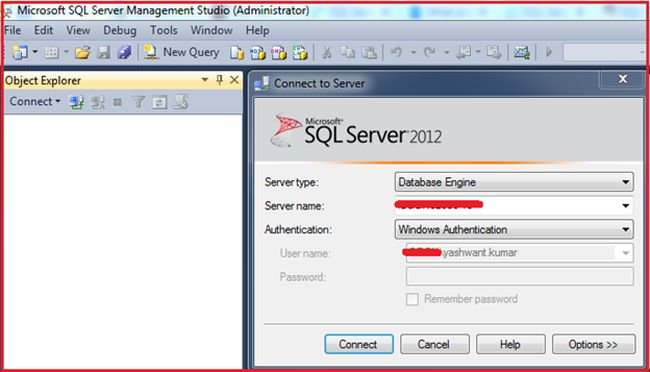 Microsoft SQL Server Management Studio (Administrator)
File Edit View Debug Tools Window Help
New Query
Object Explorer
Connect
Connect to Server
Microsoft®
SQL Server® 2012
Server type: Database Engine
Server name:
Authentication: Windows Authentication
User name: \yashwant.kumar
Password:
Remember password
Connect Cancel Help Options >>